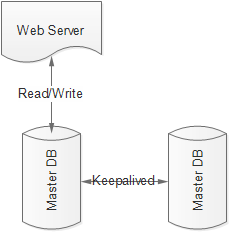 Web Server
Read/Write
Master DB
Keepalived
Master DB